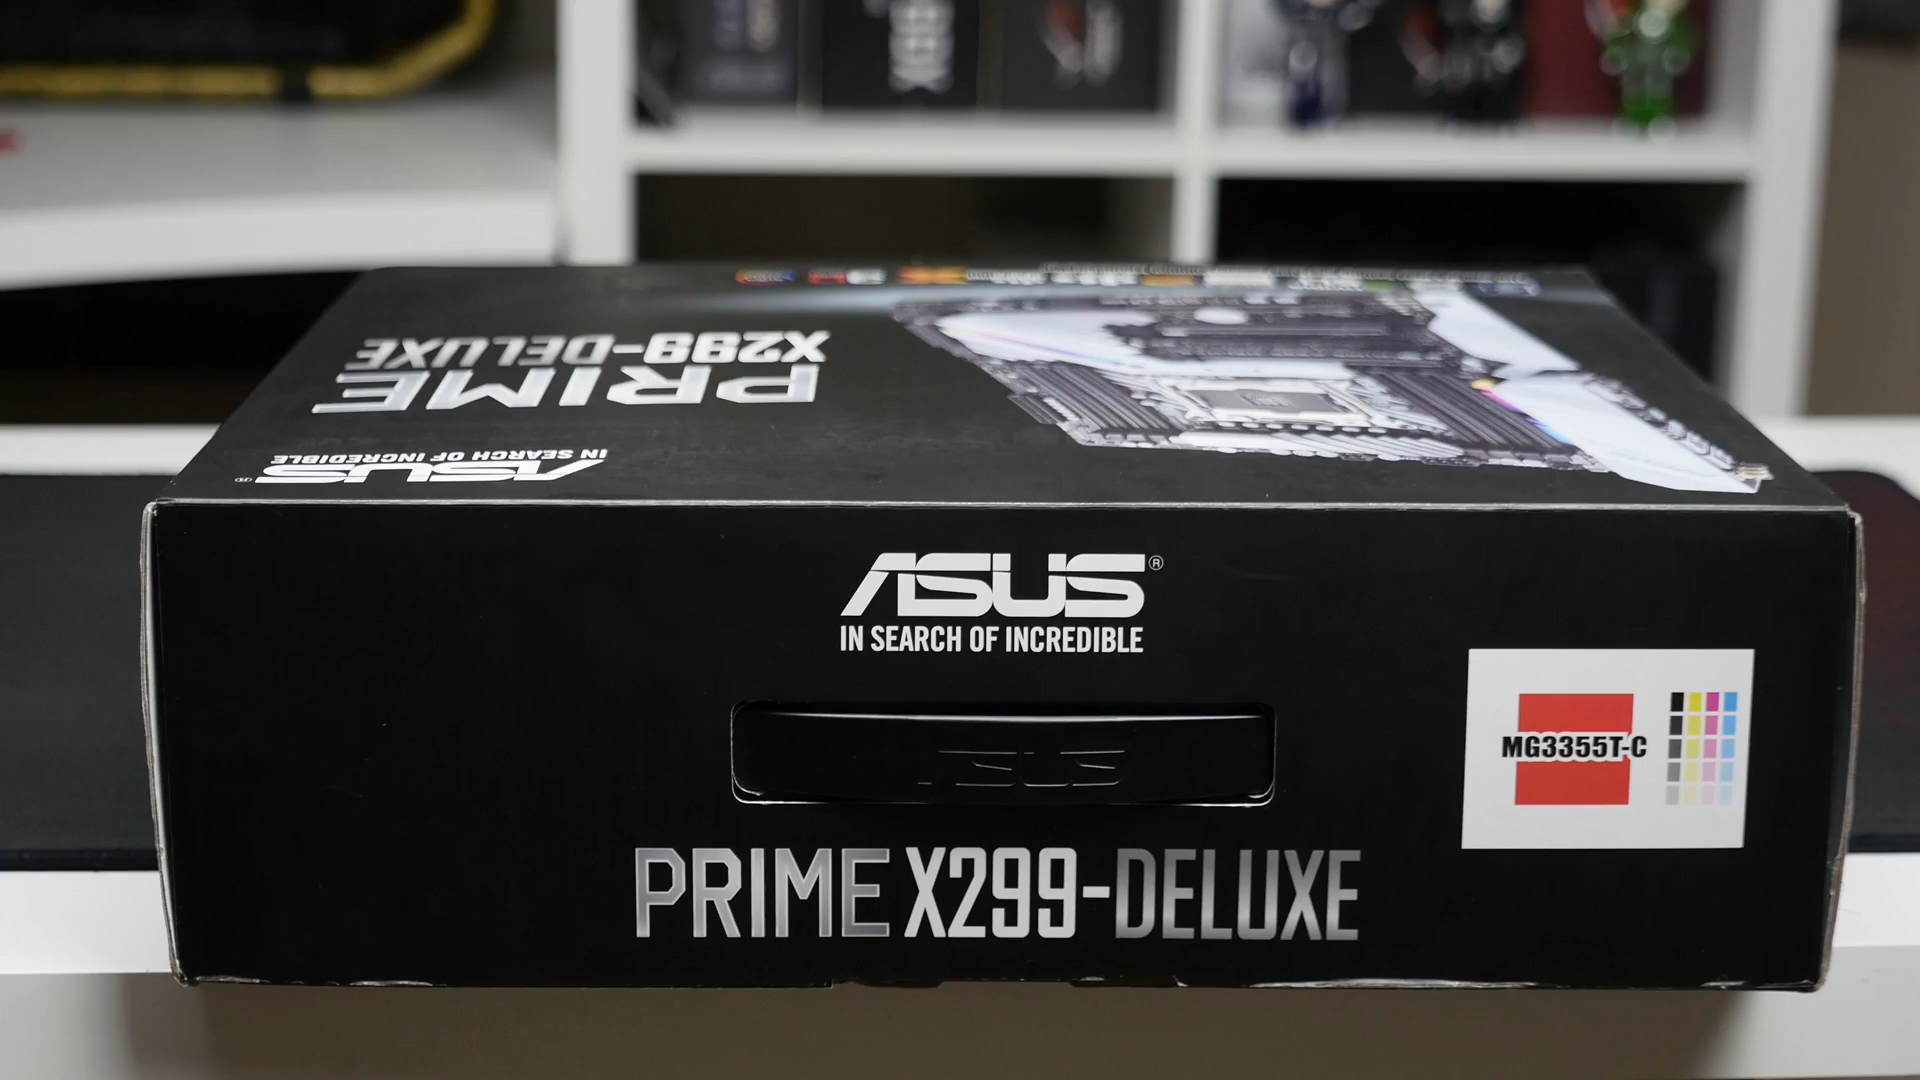 PRIME
X299-DELUXE
ASUS®
IN SEARCH OF INCREDIBLE
ASUS®
IN SEARCH OF INCREDIBLE
ASUS
MG3355T-C
PRIME X299-DELUXE